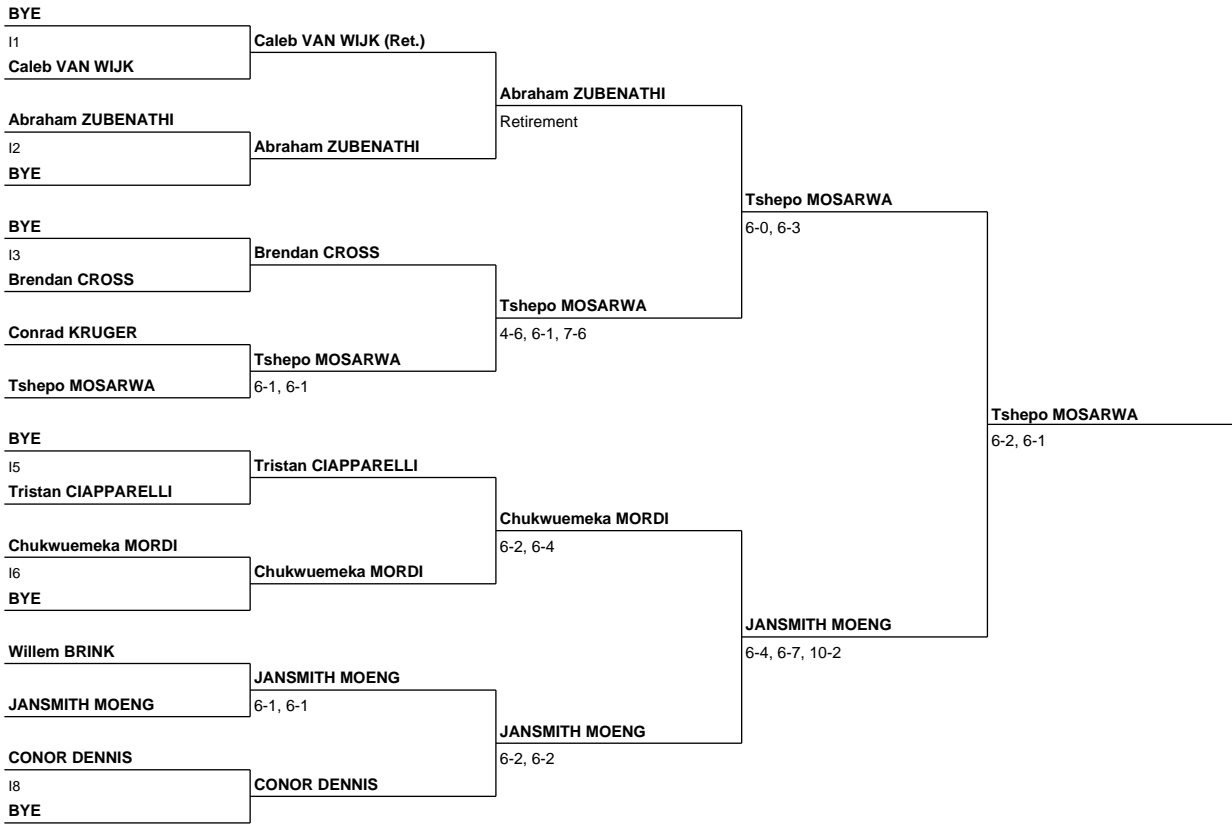 BYE
I1
Caleb VAN WIJK
Abraham ZUBENATHI
I2
BYE
BYE
I3
Brendan CROSS
Conrad KRUGER
Tshepo MOSARWA
BYE
I5
Tristan CIAPPARELLI
Chukwuemeka MORDI
I6
BYE
Willem BRINK
JANSMITH MOENG
CONOR DENNIS
I8
BYE
Caleb VAN WIJK (Ret.)
Abraham ZUBENATHI
Brendan CROSS
Tshepo MOSARWA
6-1, 6-1
Tristan CIAPPARELLI
Chukwuemeka MORDI
JANSMITH MOENG
6-1, 6-1
CONOR DENNIS
Abraham ZUBENATHI
Retirement
Tshepo MOSARWA
4-6, 6-1, 7-6
Chukwuemeka MORDI
6-2, 6-4
JANSMITH MOENG
6-2, 6-2
Tshepo MOSARWA
6-0, 6-3
JANSMITH MOENG
6-4, 6-7, 10-2
Tshepo MOSARWA
6-2, 6-1